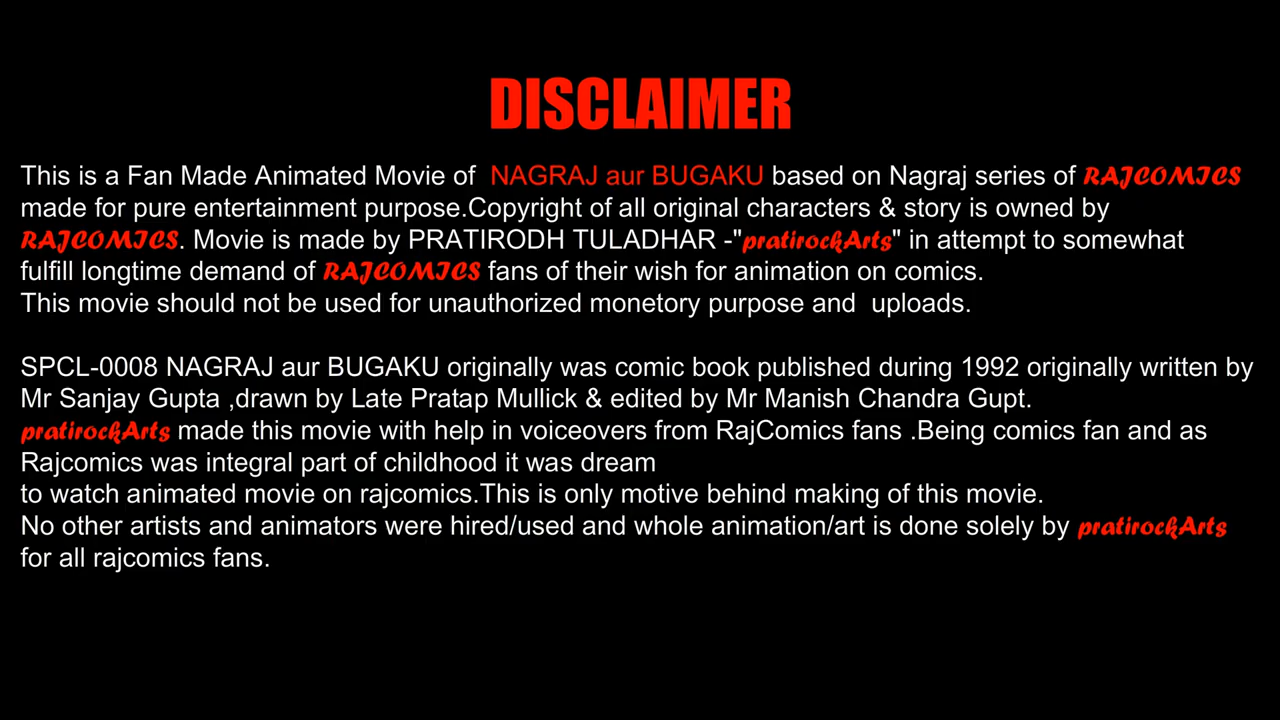 DISCLAIMER
This is a Fan Made Animated Movie of  NAGRAJ aur BUGAKU based on Nagraj series of RAJCOMICS
made for pure entertainment purpose.Copyright of all original characters & story is owned by
RAJCOMICS. Movie is made by PRATIRODH TULADHAR -"pratirockArts" in attempt to somewhat
fulfill longtime demand of RAJCOMICS fans of their wish for animation on comics.
This movie should not be used for unauthorized monetory purpose and  uploads.
SPCL-0008 NAGRAJ aur BUGAKU originally was comic book published during 1992 originally written by
Mr Sanjay Gupta ,drawn by Late Pratap Mullick & edited by Mr Manish Chandra Gupt.
pratirockArts made this movie with help in voiceovers from RajComics fans .Being comics fan and as
Rajcomics was integral part of childhood it was dream
to watch animated movie on rajcomics.This is only motive behind making of this movie.
No other artists and animators were hired/used and whole animation/art is done solely by pratirockArts
for all rajcomics fans.